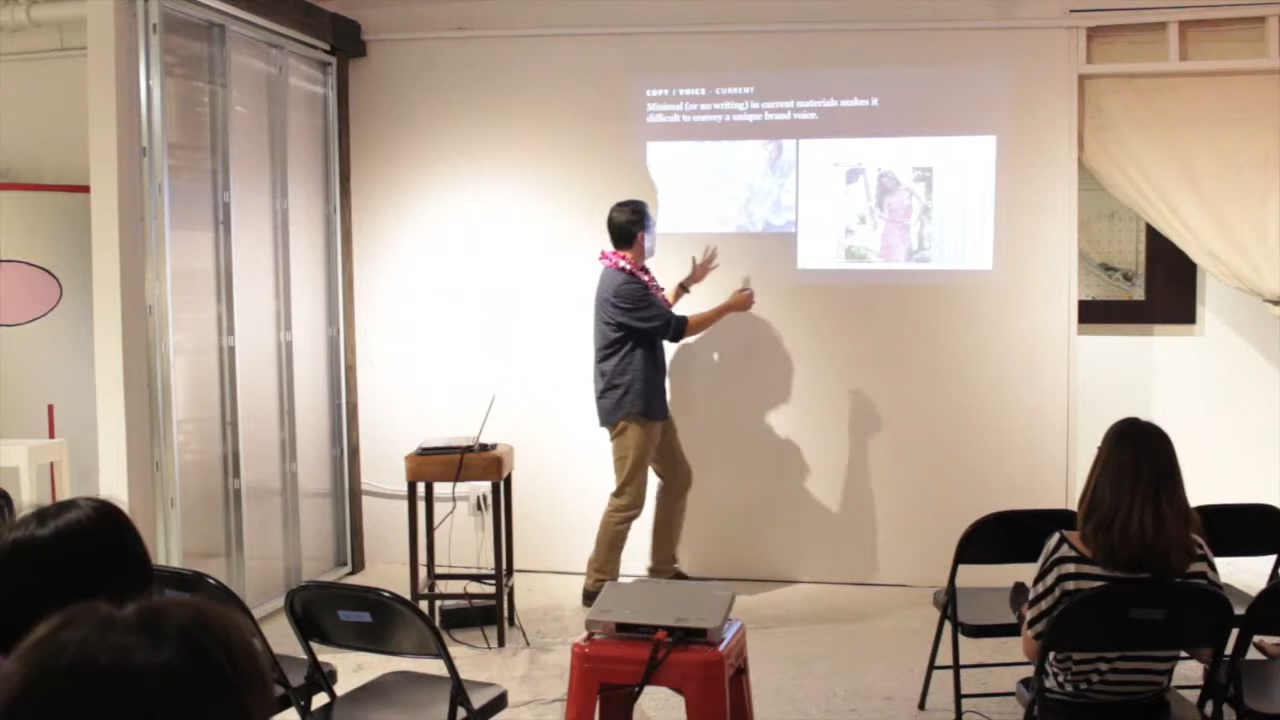 COPY / VOICE - CURRENT
Minimal (or no writing) in current materials makes it
difficult to convey a unique brand voice.